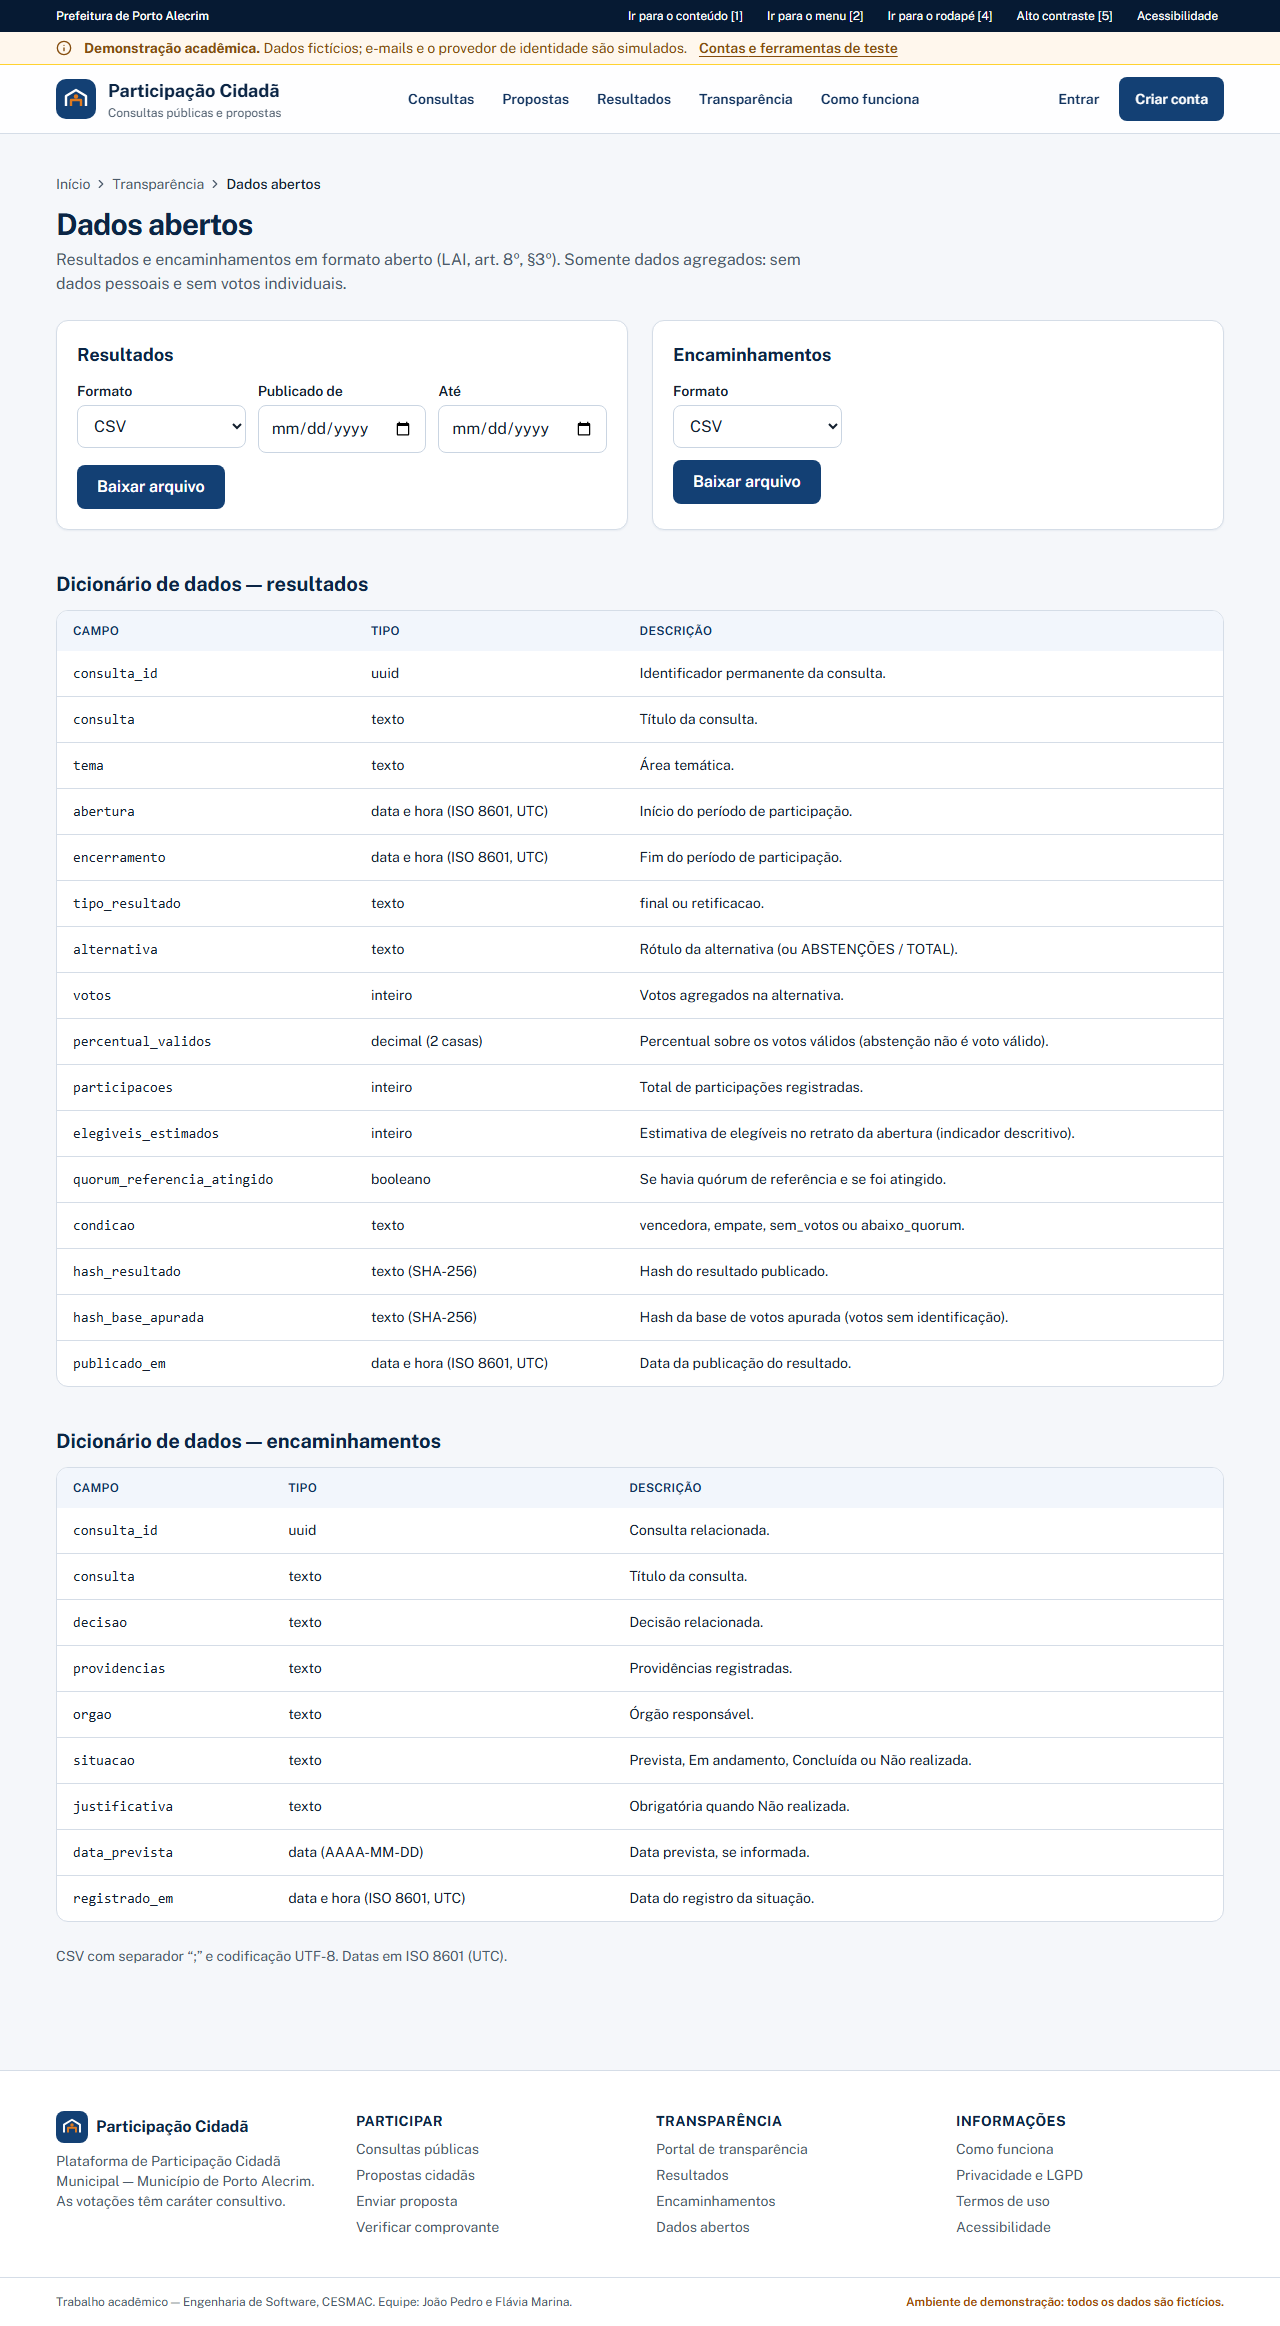 Prefeitura de Porto Alecrim
Ir para o conteúdo [1] Ir para o menu [2] Ir para o rodapé [4] Alto contraste [5] Acessibilidade
Demonstração acadêmica. Dados fictícios; e-mails e o provedor de identidade são simulados. Contas e ferramentas de teste
Participação Cidadã
Consultas públicas e propostas
Consultas Propostas Resultados Transparência Como funciona
Entrar Criar conta
Início > Transparência > Dados abertos
Dados abertos
Resultados e encaminhamentos em formato aberto (LAI, art. 8º, §3º). Somente dados agregados: sem
dados pessoais e sem votos individuais.
Resultados
Formato Publicado de Até
CSV mm/dd/yyyy mm/dd/yyyy
Baixar arquivo
Encaminhamentos
Formato
CSV
Baixar arquivo
Dicionário de dados — resultados
CAMPO TIPO DESCRIÇÃO
consulta_id uuid Identificador permanente da consulta.
consulta texto Título da consulta.
tema texto Área temática.
abertura data e hora (ISO 8601, UTC) Início do período de participação.
encerramento data e hora (ISO 8601, UTC) Fim do período de participação.
tipo_resultado texto final ou retificacao.
alternativa texto Rótulo da alternativa (ou ABSTENÇÕES / TOTAL).
votos inteiro Votos agregados na alternativa.
percentual_validos decimal (2 casas) Percentual sobre os votos válidos (abstenção não é voto válido).
participacoes inteiro Total de participações registradas.
elegiveis_estimados inteiro Estimativa de elegíveis no retrato da abertura (indicador descritivo).
quorum_referencia_atingido booleano Se havia quórum de referência e se foi atingido.
condicao texto vencedora, empate, sem_votos ou abaixo_quorum.
hash_resultado texto (SHA-256) Hash do resultado publicado.
hash_base_apurada texto (SHA-256) Hash da base de votos apurada (votos sem identificação).
publicado_em data e hora (ISO 8601, UTC) Data da publicação do resultado.
Dicionário de dados — encaminhamentos
CAMPO TIPO DESCRIÇÃO
consulta_id uuid Consulta relacionada.
consulta texto Título da consulta.
decisao texto Decisão relacionada.
providencias texto Providências registradas.
orgao texto Órgão responsável.
situacao texto Prevista, Em andamento, Concluída ou Não realizada.
justificativa texto Obrigatória quando Não realizada.
data_prevista data (AAAA-MM-DD) Data prevista, se informada.
registrado_em data e hora (ISO 8601, UTC) Data do registro da situação.
CSV com separador “;” e codificação UTF-8. Datas em ISO 8601 (UTC).
Participação Cidadã
Plataforma de Participação Cidadã
Municipal — Município de Porto Alecrim.
As votações têm caráter consultivo.
PARTICIPAR
Consultas públicas
Propostas cidadãs
Enviar proposta
Verificar comprovante
TRANSPARÊNCIA
Portal de transparência
Resultados
Encaminhamentos
Dados abertos
INFORMAÇÕES
Como funciona
Privacidade e LGPD
Termos de uso
Acessibilidade
Trabalho acadêmico — Engenharia de Software, CESMAC. Equipe: João Pedro e Flávia Marina.
Ambiente de demonstração: todos os dados são fictícios.